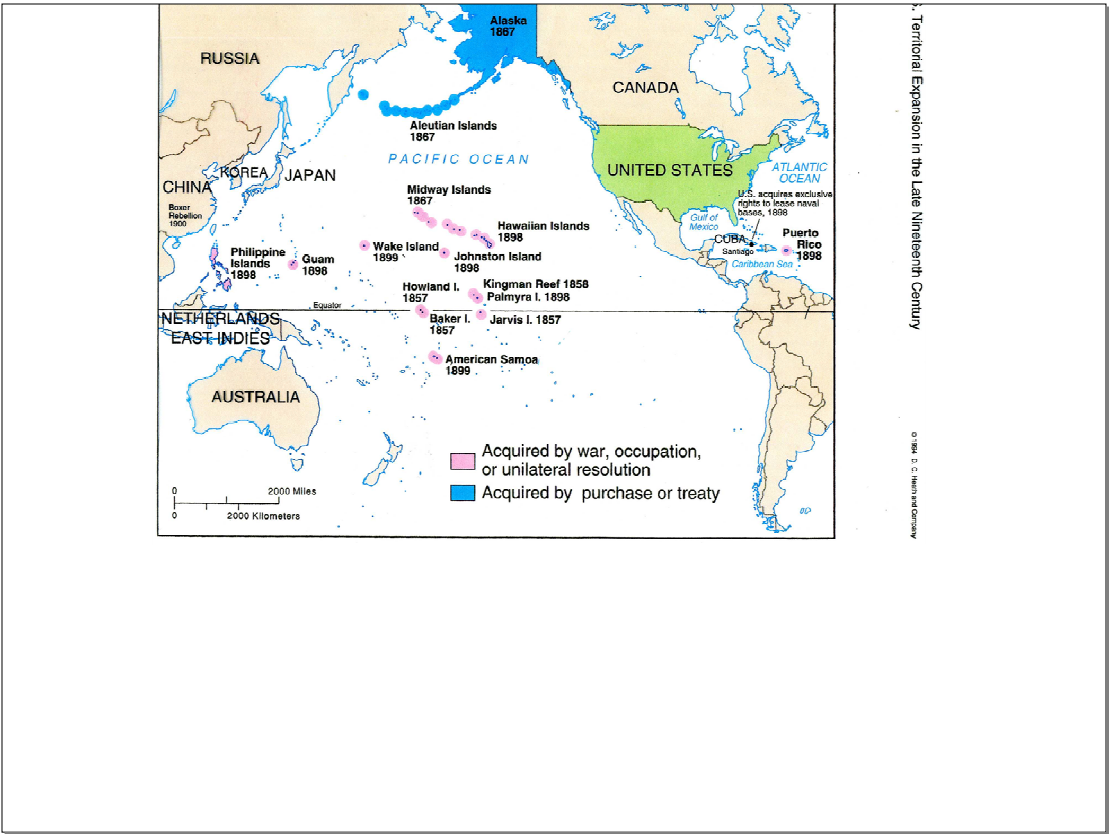 Alaska
1867
RUSSIA
CANADA
Aleutian Islands
1867
PACIFIC OCEAN
UNITED STATES
ATLANTIC
OCEAN
KOREA
JAPAN
CHINA
Boxer
Rebellion
1900
Midway Islands
1867
U.S. acquires exclusive
rights to lease naval
bases, 1898
Gulf of
Mexico
Hawaiian Islands
1898
CUBA
Santiago
Puerto
Rico
1898
Caribbean Sea
Wake Island
1899
Johnston Island
1898
Philippine
Islands
1898
Guam
1898
Howland I.
1857
Kingman Reef 1858
Palmyra I. 1898
Equator
Baker I.
1857
Jarvis I. 1857
NETHERLANDS
EAST INDIES
American Samoa
1899
AUSTRALIA
Acquired by war, occupation,
or unilateral resolution
Acquired by purchase or treaty
0 2000 Miles
0 2000 Kilometers
Territorial Expansion in the Late Nineteenth Century
© 1994 D. C. Heath and Company